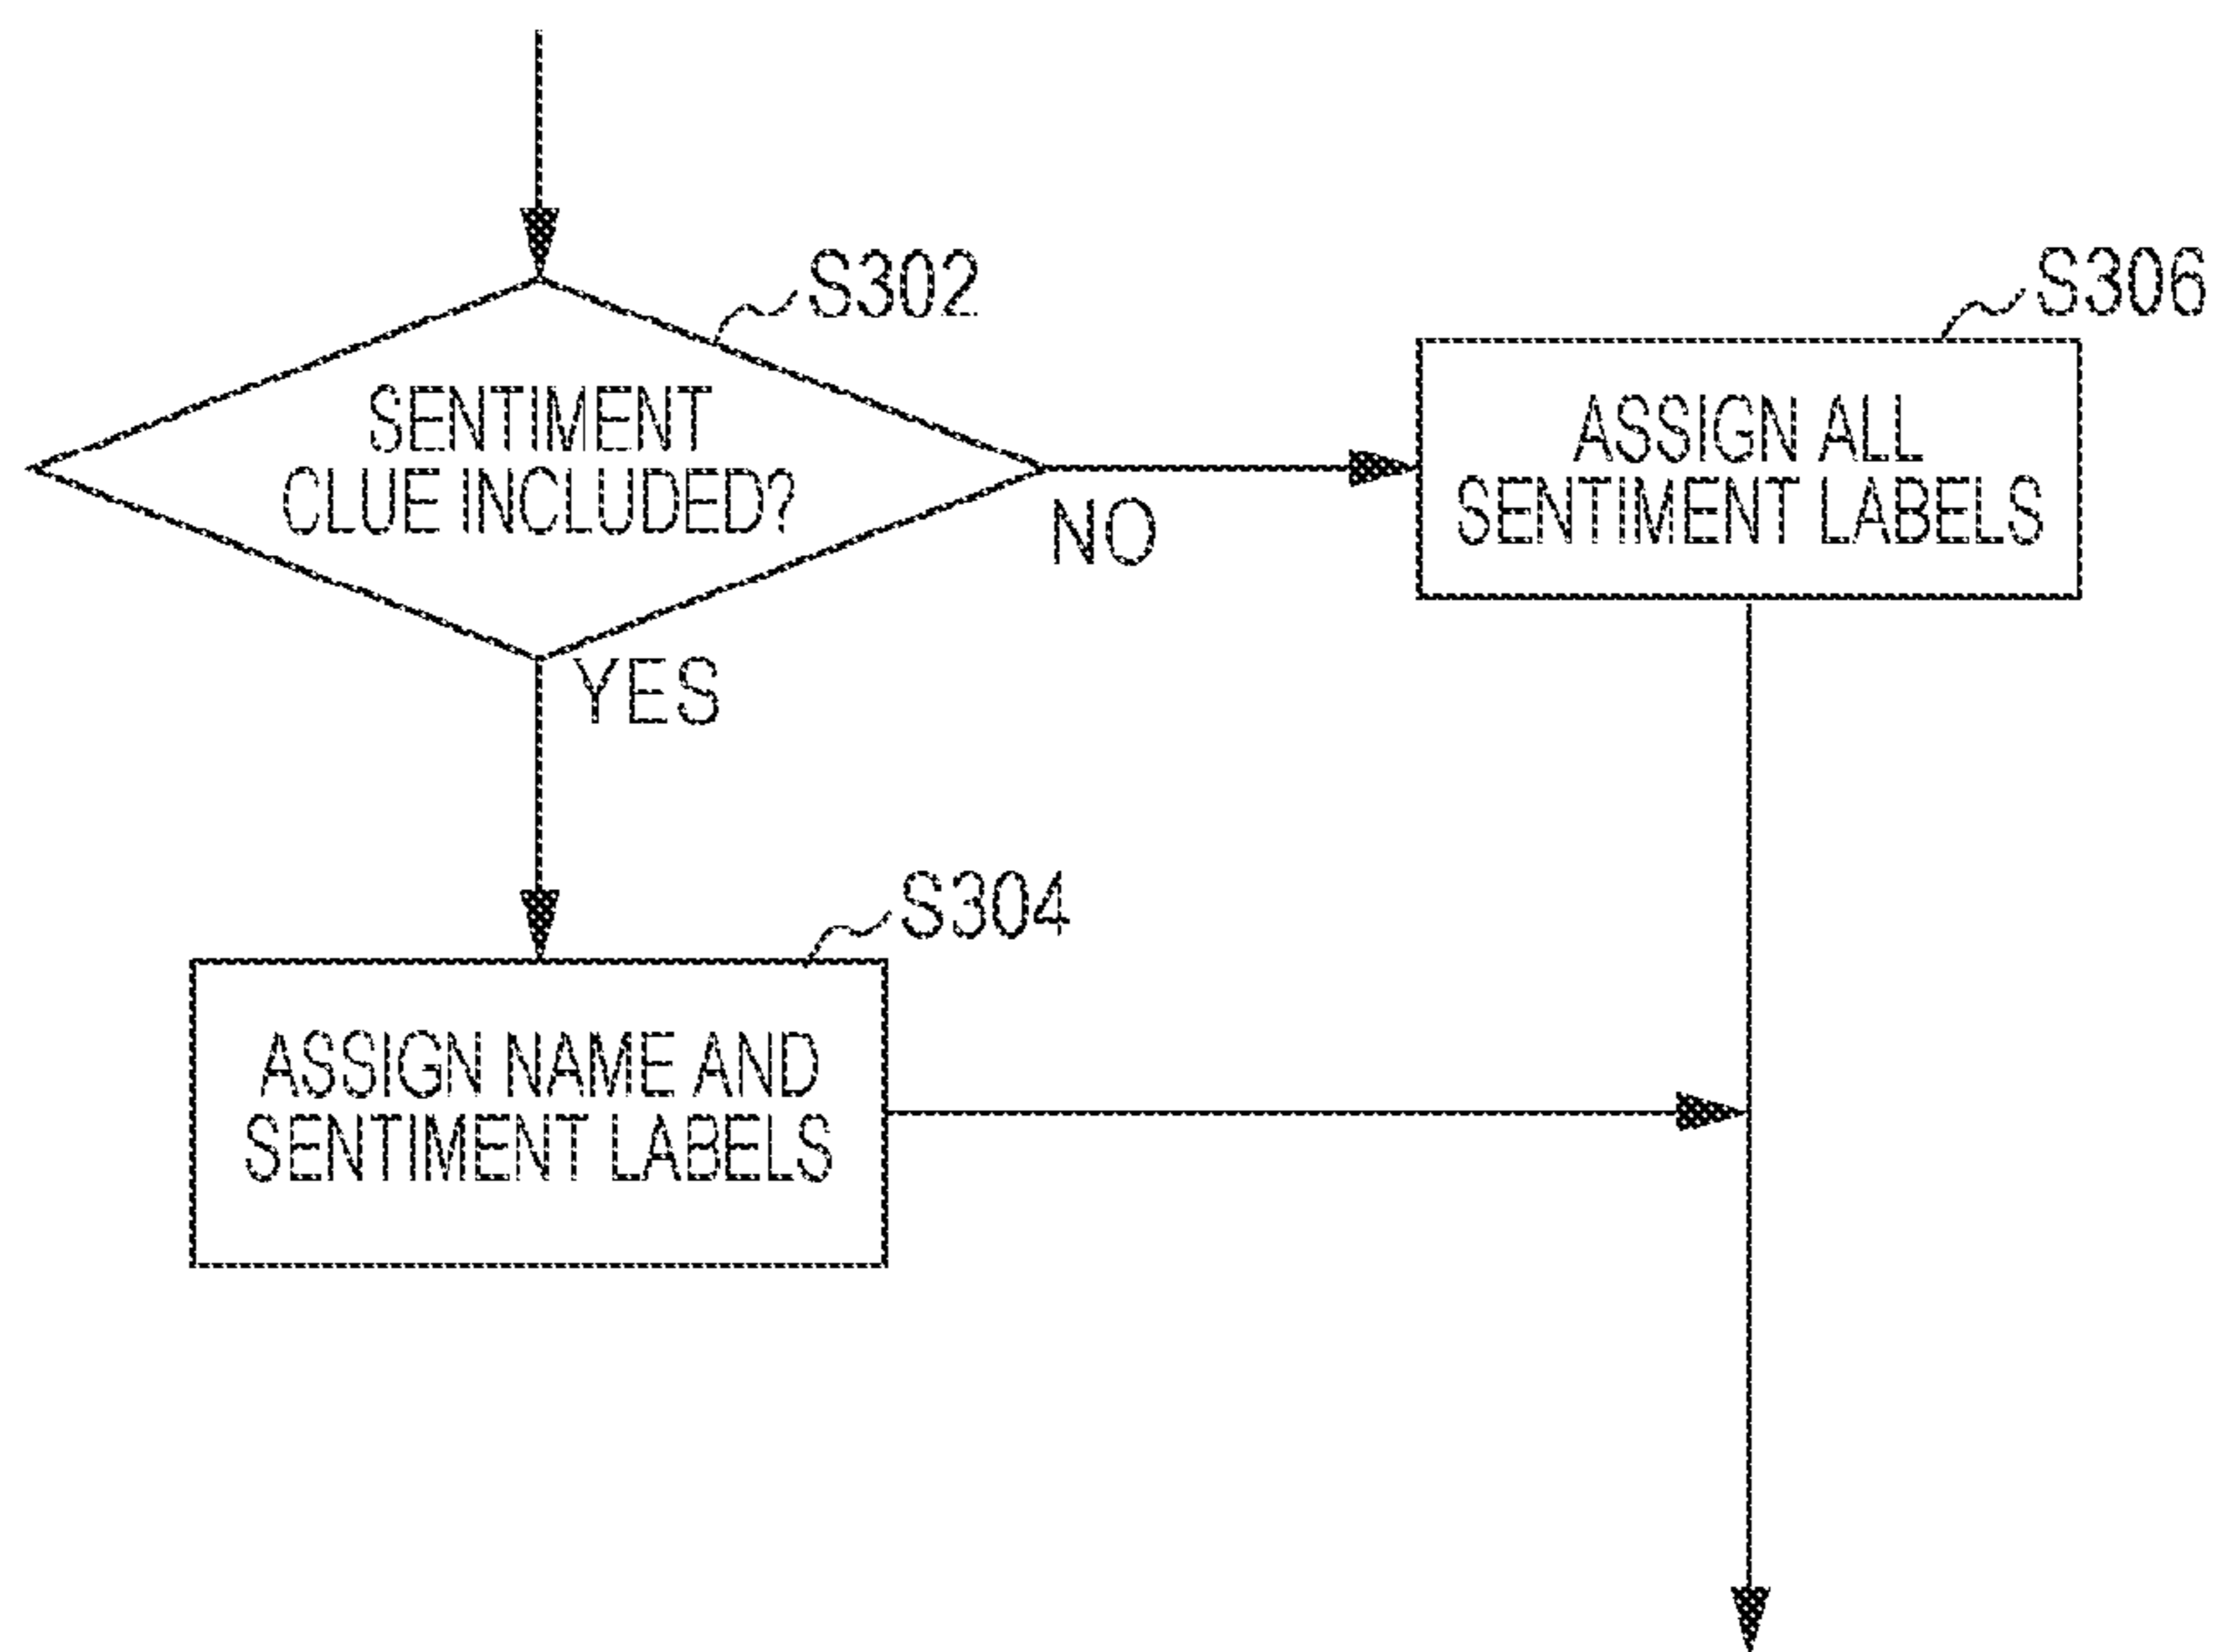 S302
SENTIMENT
CLUE INCLUDED?
NO
YES
S306
ASSIGN ALL
SENTIMENT LABELS
S304
ASSIGN NAME AND
SENTIMENT LABELS